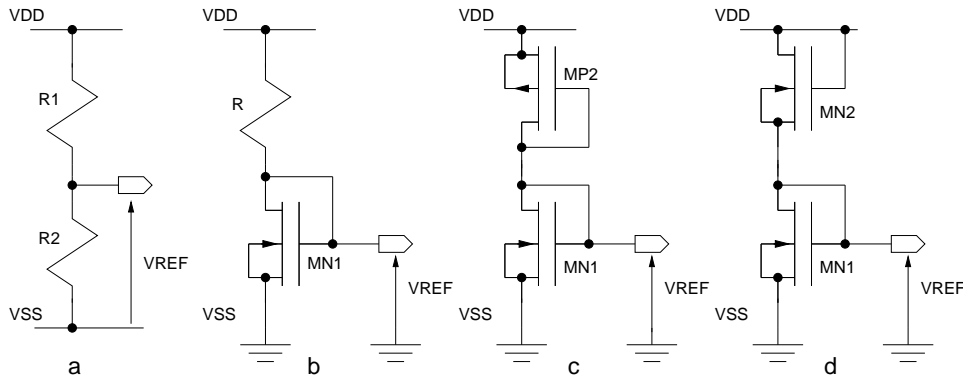 VDD
R1
R2
VREF
VSS
a
VDD
R
MN1
VREF
VSS
b
VDD
MP2
MN1
VREF
VSS
c
VDD
MN2
MN1
VREF
VSS
d